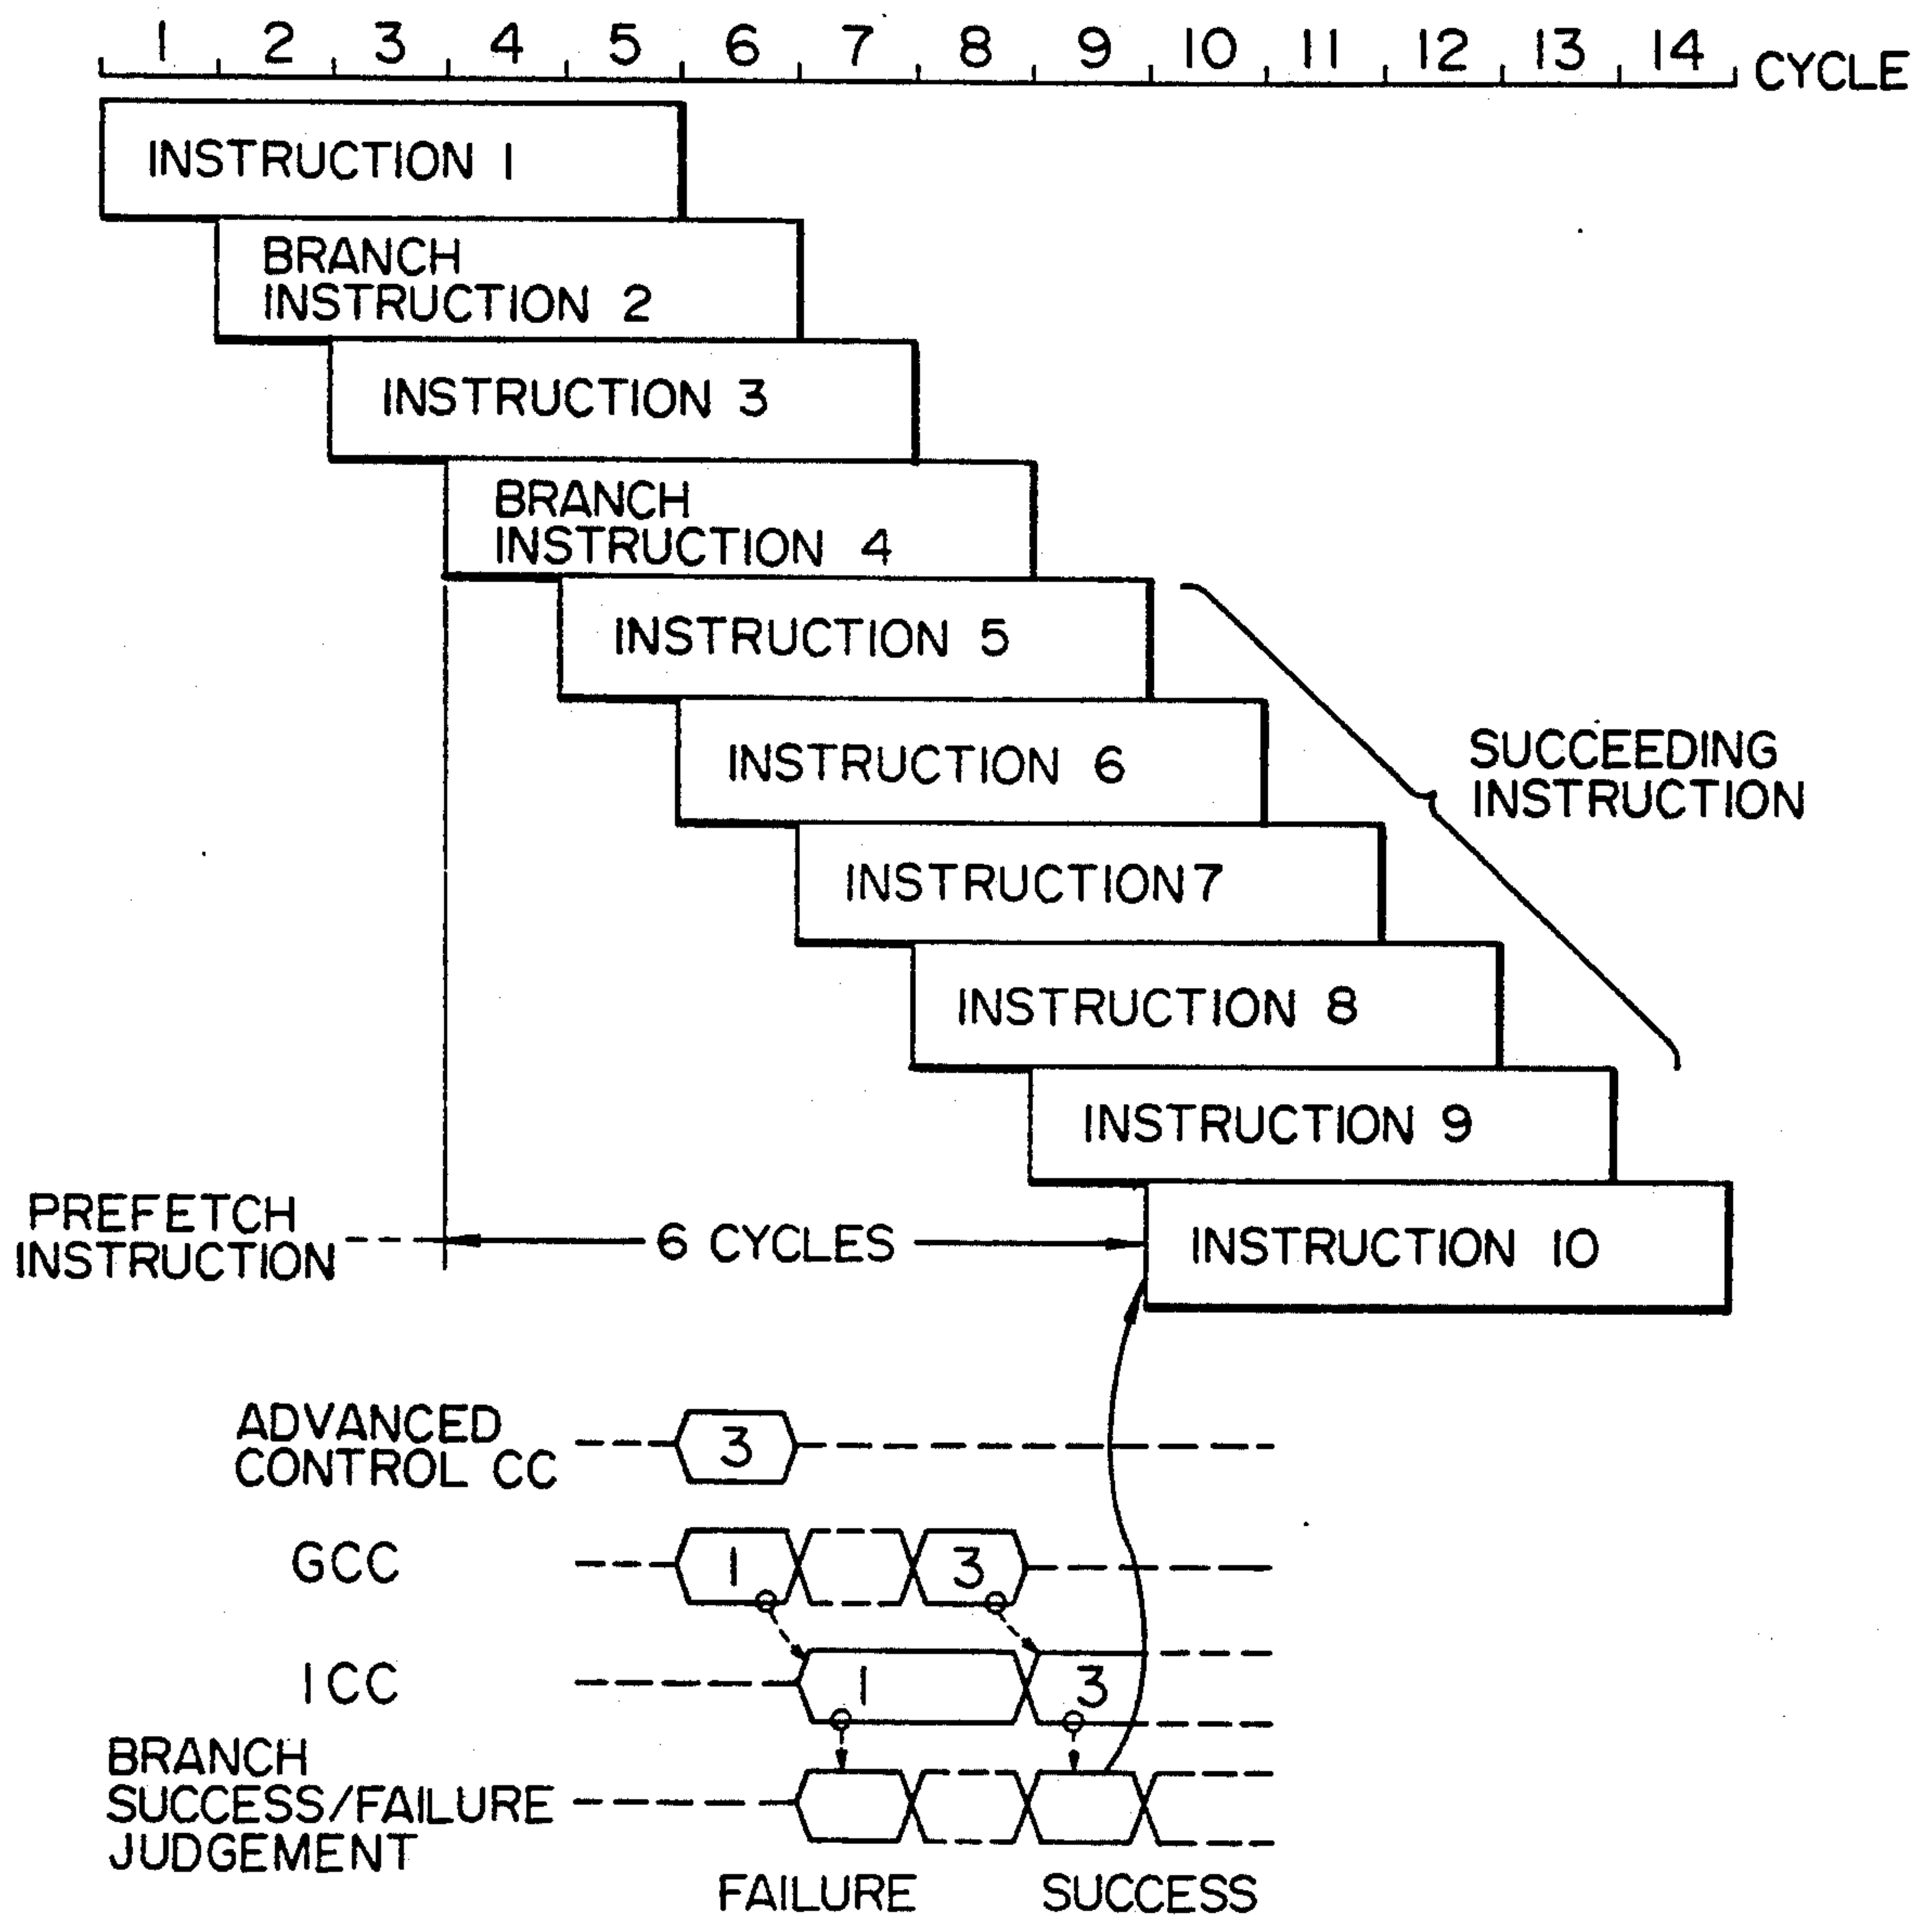 1 2 3 4 5 6 7 8 9 10 11 12 13 14 CYCLE
INSTRUCTION 1
BRANCH
INSTRUCTION 2
INSTRUCTION 3
BRANCH
INSTRUCTION 4
INSTRUCTION 5
INSTRUCTION 6
SUCCEEDING
INSTRUCTION
INSTRUCTION 7
INSTRUCTION 8
INSTRUCTION 9
PREFETCH
INSTRUCTION
6 CYCLES
INSTRUCTION 10
ADVANCED
CONTROL CC
3
GCC
1 3
ICC
1 3
BRANCH
SUCCESS/FAILURE
JUDGEMENT
FAILURE SUCCESS